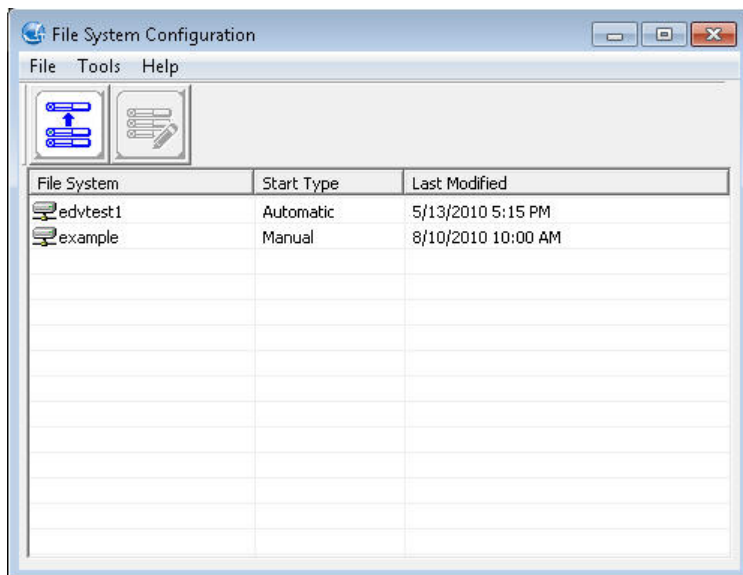 File System Configuration
File Tools Help
File System Start Type Last Modified
edvtest1 Automatic 5/13/2010 5:15 PM
example Manual 8/10/2010 10:00 AM